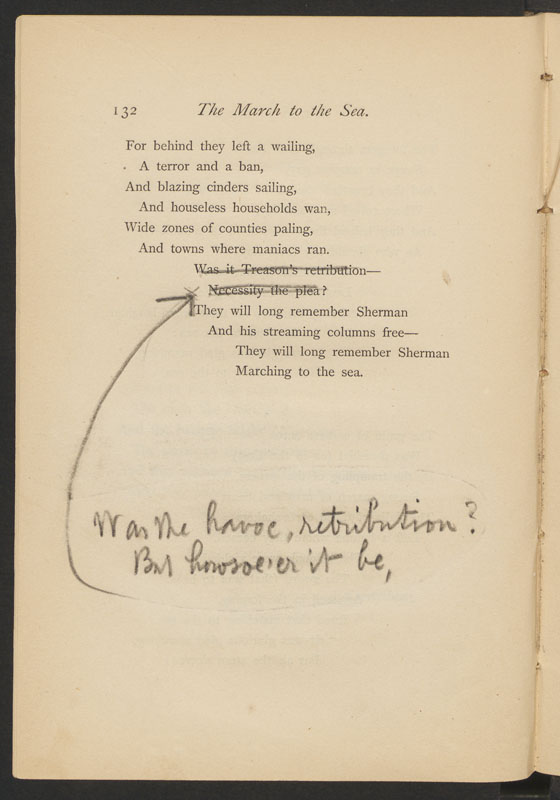 132 The March to the Sea.
For behind they left a wailing,
A terror and a ban,
And blazing cinders sailing,
And houseless households wan,
Wide zones of counties paling,
And towns where maniacs ran.
Was it Treason's retribution—
Necessity the plea?
They will long remember Sherman
And his streaming columns free—
They will long remember Sherman
Marching to the sea.
Was the havoc, retribution?
But howsoe'er it be,